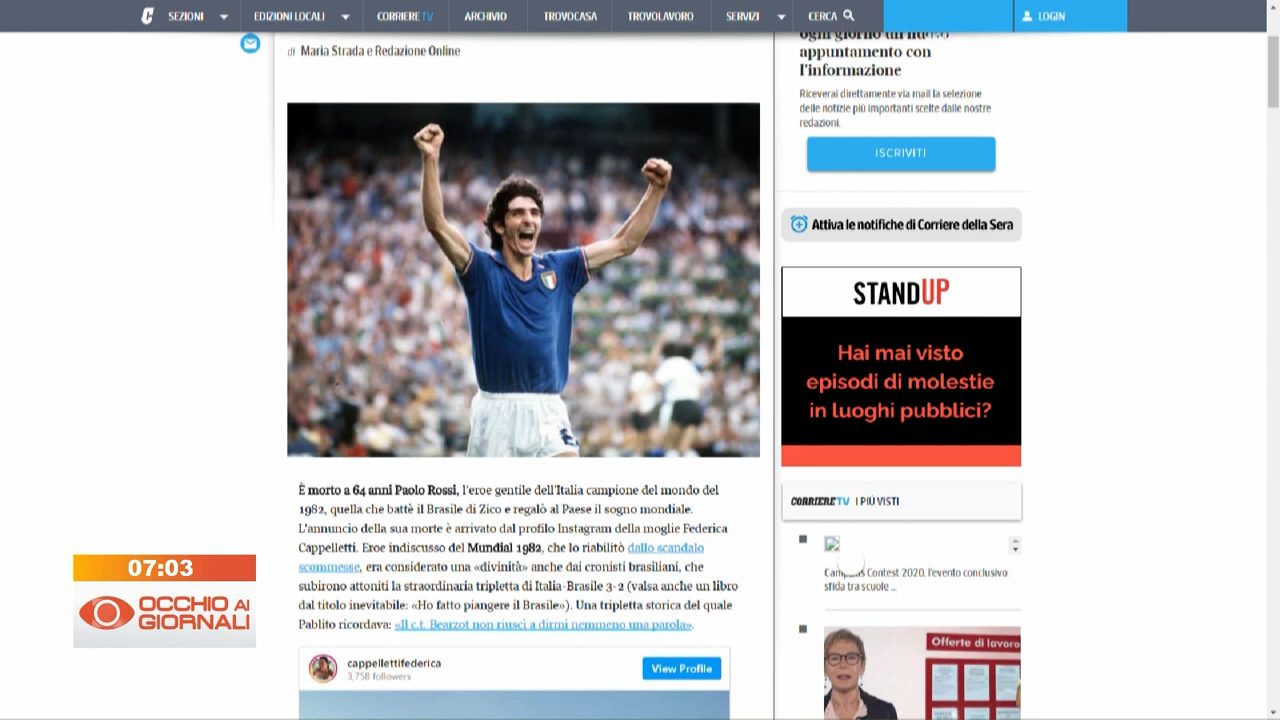 SEZIONI
EDIZIONI LOCALI
CORRIERE TV
ARCHIVIO
TROVOCASA
TROVOLAVORO
SERVIZI
CERCA
LOGIN
di Maria Strada e Redazione Online
È morto a 64 anni Paolo Rossi, l'eroe gentile dell'Italia campione del mondo del
1982, quella che battè il Brasile di Zico e regalò al Paese il sogno mondiale.
L'annuncio della sua morte è arrivato dal profilo Instagram della moglie Federica
Cappelletti. Eroe indiscusso del Mundial 1982, che lo riabilitò dallo scandalo
scommesse, era considerato una «divinità» anche dai cronisti brasiliani, che
subirono attoniti la straordinaria tripletta di Italia-Brasile 3-2 (valsa anche un libro
dal titolo inevitabile: «Ho fatto piangere il Brasile»). Una tripletta storica del quale
Pablito ricordava: «Il c.t. Bearzot non riuscì a dirmi nemmeno una parola».
cappellettifederica
3,758 followers
View Profile
07:03
OCCHIO AI
GIORNALI
ogni giorno un nuovo
appuntamento con
l'informazione
Riceverai direttamente via mail la selezione
delle notizie più importanti scelte dalle nostre
redazioni.
ISCRIVITI
Attiva le notifiche di Corriere della Sera
STANDUP
Hai mai visto
episodi di molestie
in luoghi pubblici?
CORRIERE TV I PIÙ VISTI
Campus Contest 2020, l'evento conclusivo:
sfida tra scuole ...
Offerte di lavoro